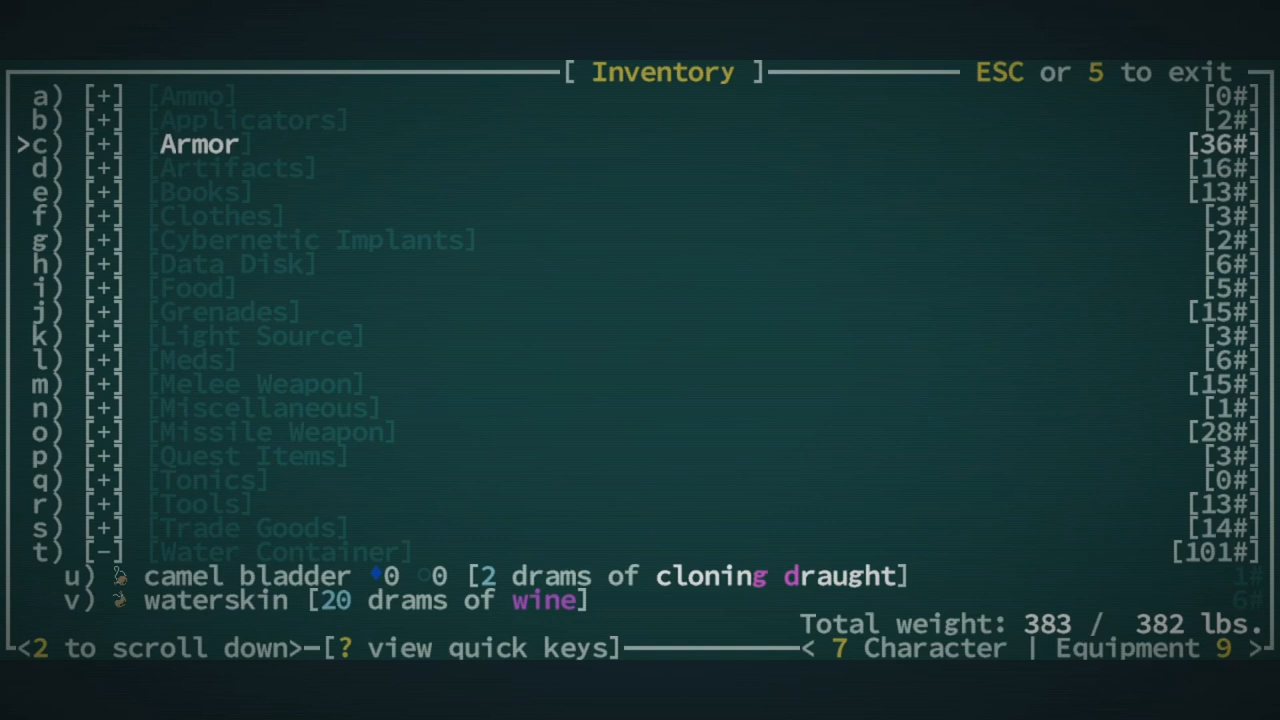 [ Inventory ] ESC or 5 to exit
a) [+] [Ammo] [0#]
b) [+] [Applicators] [2#]
>c) [+] [Armor] [36#]
d) [+] [Artifacts] [16#]
e) [+] [Books] [13#]
f) [+] [Clothes] [3#]
g) [+] [Cybernetic Implants] [2#]
h) [+] [Data Disk] [6#]
i) [+] [Food] [5#]
j) [+] [Grenades] [15#]
k) [+] [Light Source] [3#]
l) [+] [Meds] [6#]
m) [+] [Melee Weapon] [15#]
n) [+] [Miscellaneous] [1#]
o) [+] [Missile Weapon] [28#]
p) [+] [Quest Items] [3#]
q) [+] [Tonics] [0#]
r) [+] [Tools] [13#]
s) [+] [Trade Goods] [14#]
t) [-] [Water Container] [101#]
u) camel bladder ♦0 ○0 [2 drams of cloning draught] 1#
v) waterskin [20 drams of wine] 6#
Total weight: 383 / 382 lbs.
<2 to scroll down> [? view quick keys] < 7 Character | Equipment 9 >